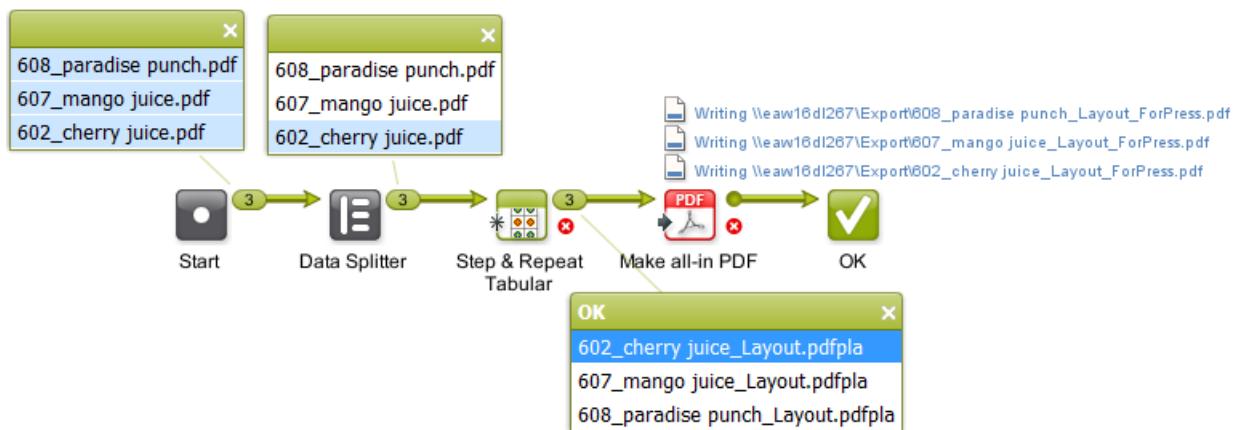 608_paradise punch.pdf
607_mango juice.pdf
602_cherry juice.pdf
608_paradise punch.pdf
607_mango juice.pdf
602_cherry juice.pdf
Writing \\eaw16dl267\Export\608_paradise punch_Layout_ForPress.pdf
Writing \\eaw16dl267\Export\607_mango juice_Layout_ForPress.pdf
Writing \\eaw16dl267\Export\602_cherry juice_Layout_ForPress.pdf
3
3
3
PDF
Start
Data Splitter
Step & Repeat
Tabular
Make all-in PDF
OK
OK
602_cherry juice_Layout.pdfpla
607_mango juice_Layout.pdfpla
608_paradise punch_Layout.pdfpla